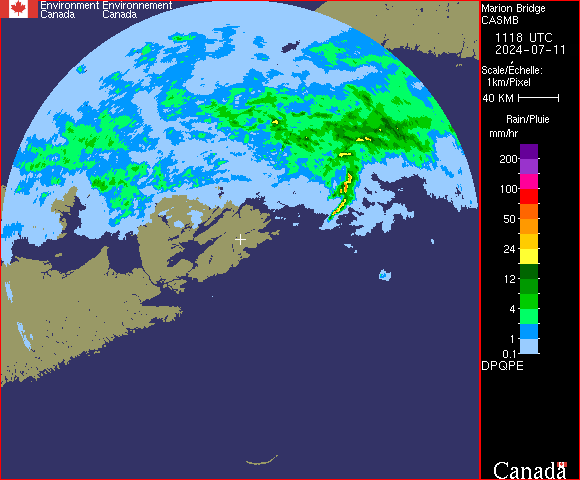 Environment Environnement
Canada Canada
Marion Bridge
CASMB
1118 UTC
2024-07-11
Scale/Échelle:
1km/Pixel
40 KM
Rain/Pluie
mm/hr
200
100
50
24
12
4
1
0.1
DPQPE
Canada